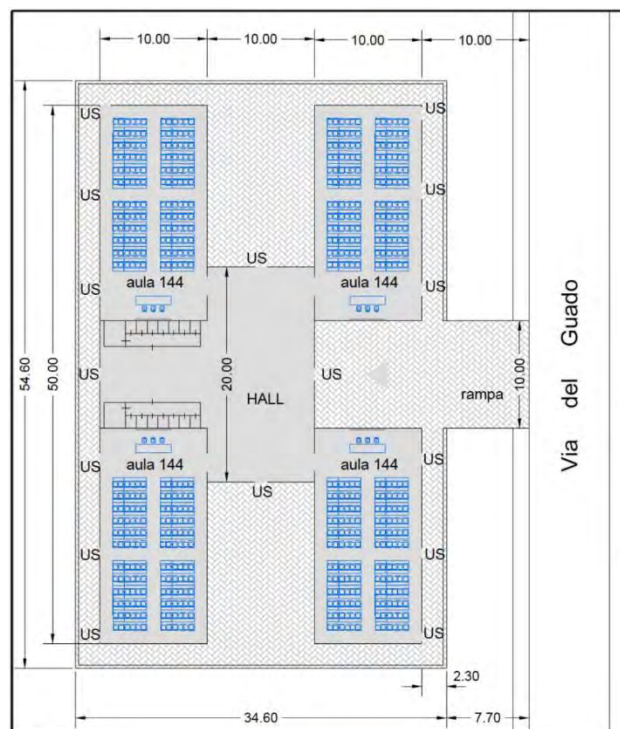 10.00 10.00 10.00 10.00
US US
US US
US
aula 144 aula 144
US US
54.60
50.00
20.00
10.00
US HALL US rampa
Via del Guado
aula 144 aula 144
US US
US
US US
US US
2.30
34.60 7.70